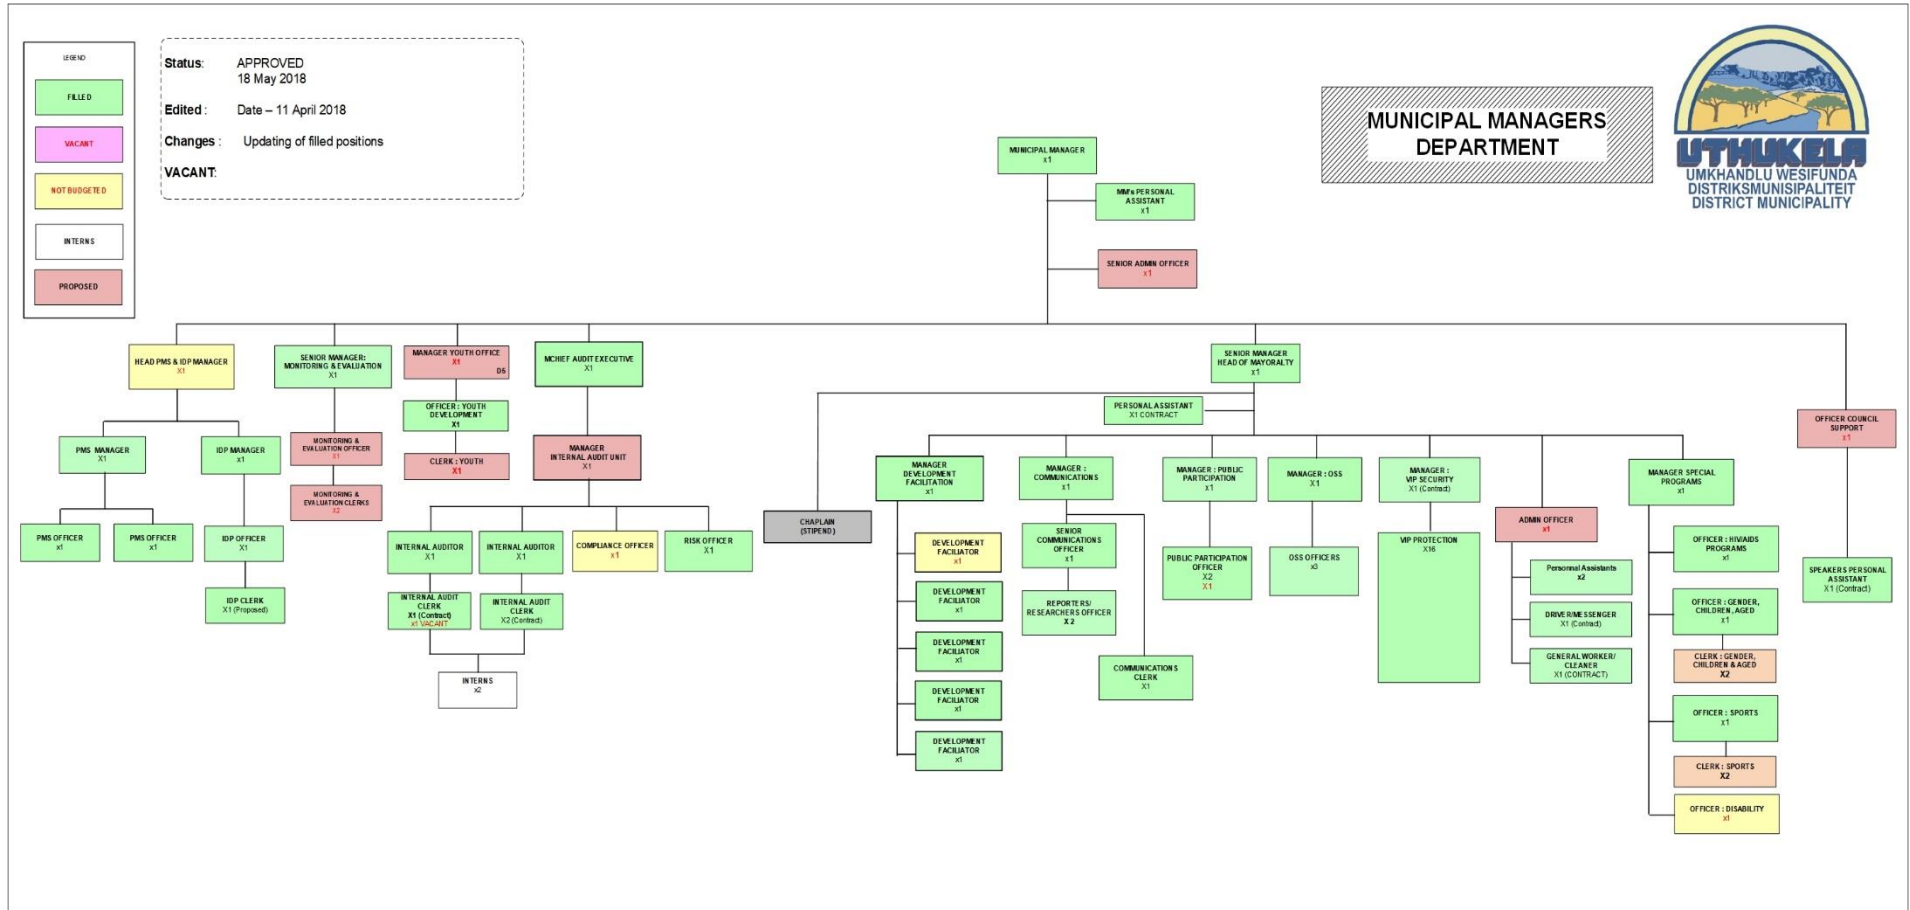 LEGEND
FILLED
VACANT
NOT BUDGETED
INTERNS
PROPOSED
Status: APPROVED
18 May 2018
Edited : Date – 11 April 2018
Changes : Updating of filled positions
VACANT:
MUNICIPAL MANAGERS
DEPARTMENT
UTHUKELA
UMKHANDLU WESIFUNDA
DISTRIKSMUNISIPALITEIT
DISTRICT MUNICIPALITY
MUNICIPAL MANAGER
x1
MM's PERSONAL
ASSISTANT
x1
SENIOR ADMIN OFFICER
x1
HEAD PMS & IDP MANAGER
X1
SENIOR MANAGER:
MONITORING & EVALUATION
X1
MANAGER YOUTH OFFICE
X1
D5
MCHIEF AUDIT EXECUTIVE
X1
SENIOR MANAGER
HEAD OF MAYORALTY
x1
PERSONAL ASSISTANT
X1 CONTRACT
OFFICER COUNCIL
SUPPORT
x1
PMS MANAGER
X1
IDP MANAGER
x1
MONITORING &
EVALUATION OFFICER
X1
OFFICER : YOUTH
DEVELOPMENT
X1
MANAGER
INTERNAL AUDIT UNIT
X1
CLERK : YOUTH
X1
MONITORING &
EVALUATION CLERKS
X2
PMS OFFICER
x1
PMS OFFICER
x1
IDP OFFICER
X1
IDP CLERK
X1 (Proposed)
INTERNAL AUDITOR
X1
INTERNAL AUDITOR
X1
COMPLIANCE OFFICER
x1
RISK OFFICER
X1
INTERNAL AUDIT
CLERK
X1 (Contract)
x1 VACANT
INTERNAL AUDIT
CLERK
X2 (Contract)
INTERNS
x2
CHAPLAIN
(STIPEND)
MANAGER
DEVELOPMENT
FACILITATION
x1
DEVELOPMENT
FACILIATOR
x1
DEVELOPMENT
FACILIATOR
x1
DEVELOPMENT
FACILIATOR
x1
DEVELOPMENT
FACILIATOR
x1
DEVELOPMENT
FACILIATOR
x1
MANAGER :
COMMUNICATIONS
x1
SENIOR
COMMUNICATIONS
OFFICER
x1
REPORTERS/
RESEARCHERS OFFICER
X 2
COMMUNICATIONS
CLERK
X1
MANAGER : PUBLIC
PARTICIPATION
x1
PUBLIC PARTICIPATION
OFFICER
X2
X1
MANAGER : OSS
X1
OSS OFFICERS
x3
MANAGER :
VIP SECURITY
X1 (Contract)
VIP PROTECTION
X16
ADMIN OFFICER
x1
Personnal Assistants
x2
DRIVER/MESSENGER
X1 (Contract)
GENERAL WORKER/
CLEANER
X1 (CONTRACT)
MANAGER SPECIAL
PROGRAMS
x1
OFFICER : HIV/AIDS
PROGRAMS
x1
OFFICER : GENDER,
CHILDREN, AGED
x1
CLERK : GENDER,
CHILDREN & AGED
X2
OFFICER : SPORTS
x1
CLERK : SPORTS
X2
OFFICER : DISABILITY
x1
SPEAKERS PERSONAL
ASSISTANT
X1 (Contract)